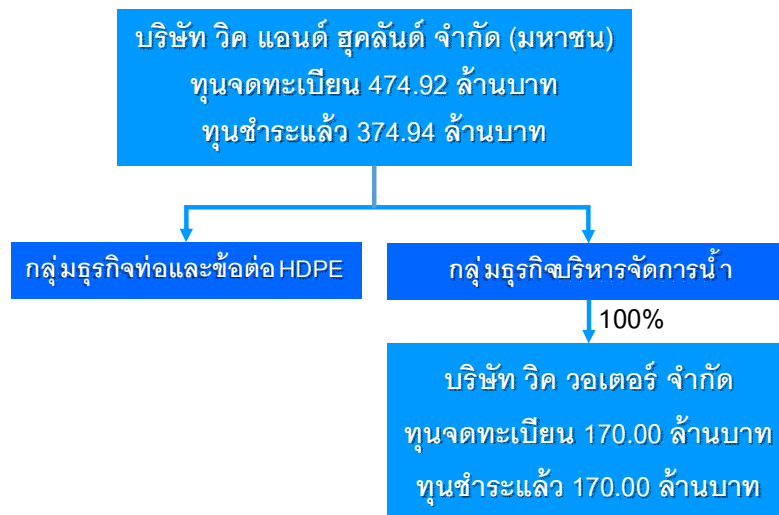 บริษัท วิค แอนด์ ฮุคลันด์ จำกัด (มหาชน)
ทุนจดทะเบียน 474.92 ล้านบาท
ทุนชำระแล้ว 374.94 ล้านบาท
กลุ่มธุรกิจท่อและข้อต่อ HDPE
กลุ่มธุรกิจบริหารจัดการน้ำ
100%
บริษัท วิค วอเตอร์ จำกัด
ทุนจดทะเบียน 170.00 ล้านบาท
ทุนชำระแล้ว 170.00 ล้านบาท